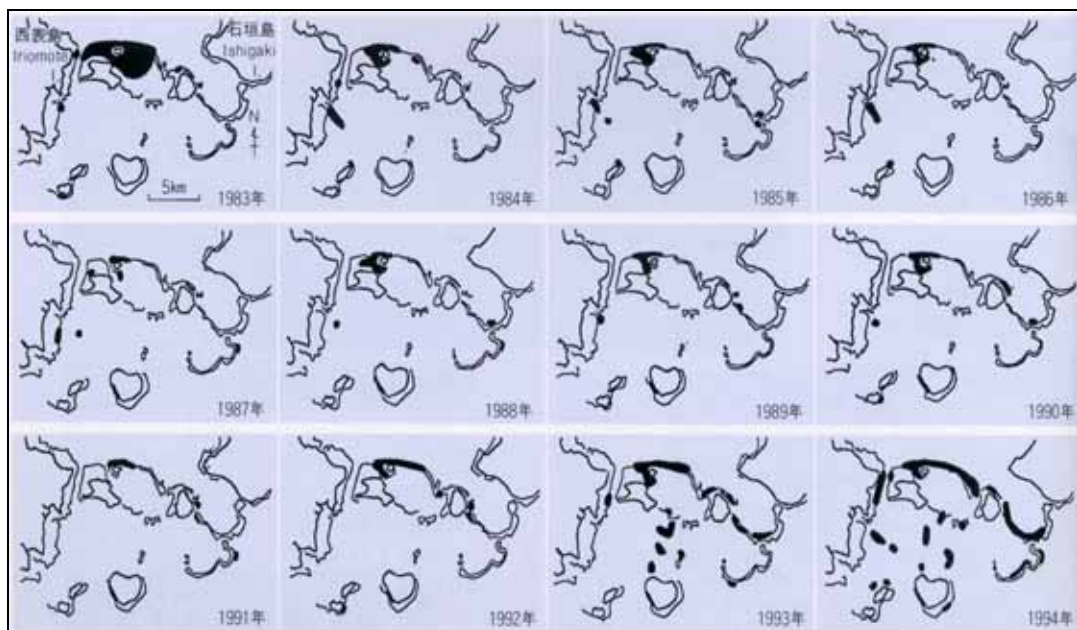 西表島
Iriomote
石垣島
Ishigaki
N
5km
1983年
1984年
1985年
1986年
1987年
1988年
1989年
1990年
1991年
1992年
1993年
1994年